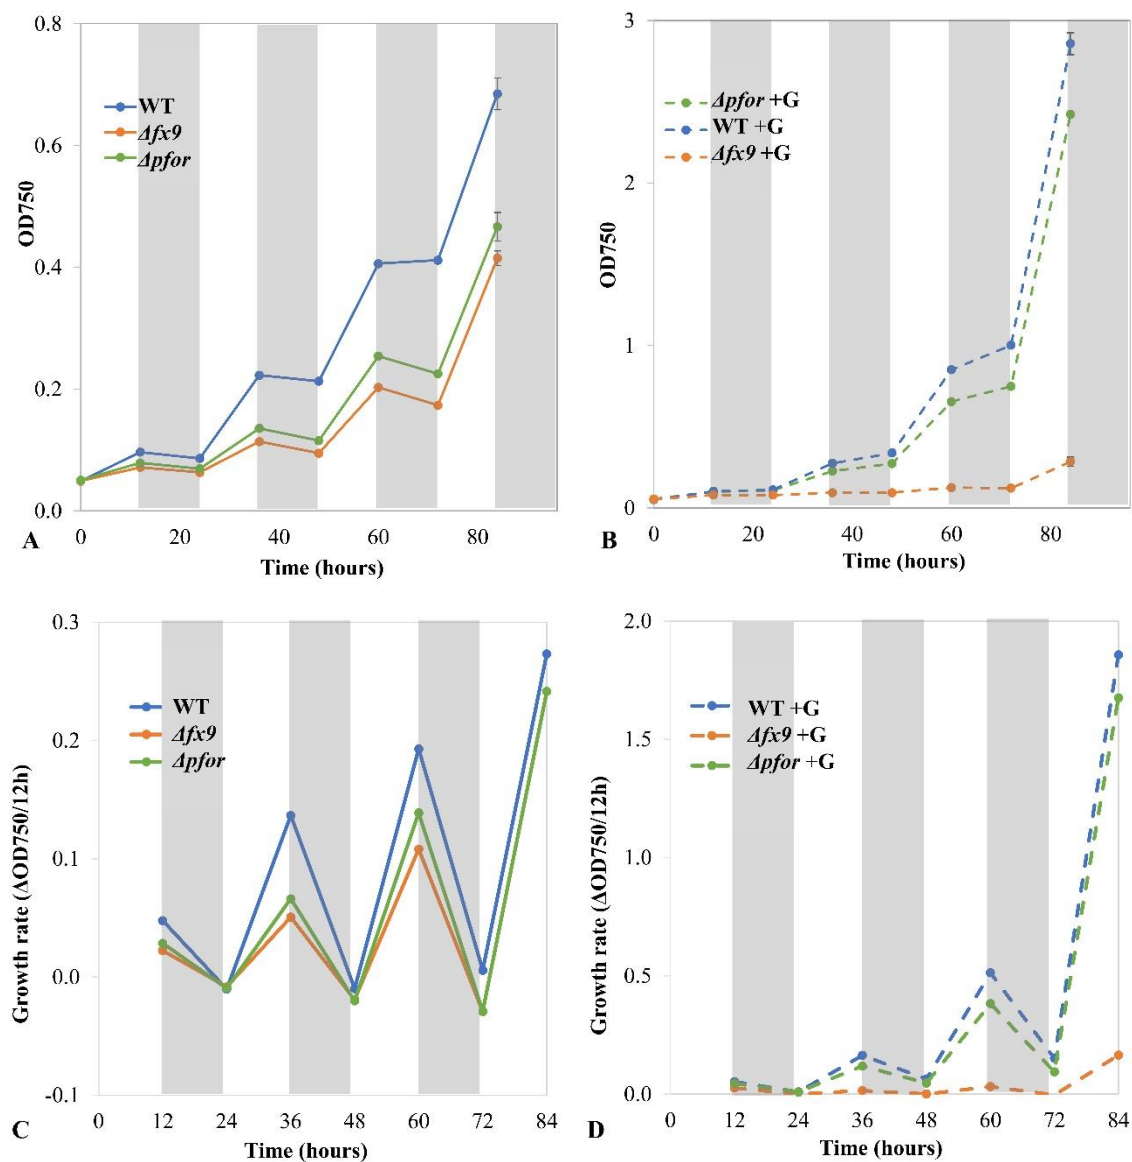 0.8
0.6
0.4
0.2
0.0
OD750
WT
Δfx9
Δpfor
0 20 40 60 80
Time (hours)
A
3
2
1
0
OD750
Δpfor +G
WT +G
Δfx9 +G
0 20 40 60 80
Time (hours)
B
0.3
0.2
0.1
0.0
-0.1
Growth rate (ΔOD750/12h)
WT
Δfx9
Δpfor
0 12 24 36 48 60 72 84
Time (hours)
C
2.0
1.5
1.0
0.5
0.0
Growth rate (ΔOD750/12h)
WT +G
Δfx9 +G
Δpfor +G
0 12 24 36 48 60 72 84
Time (hours)
D